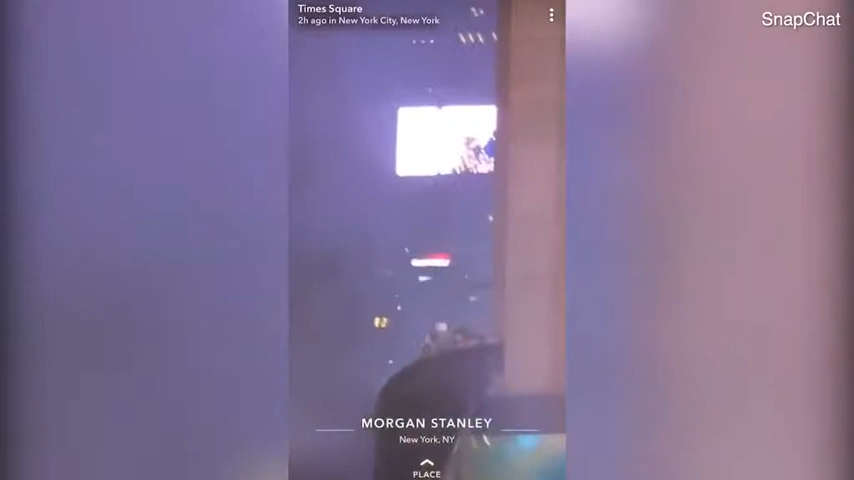 Times Square
2h ago in New York City, New York
SnapChat
MORGAN STANLEY
New York, NY
PLACE